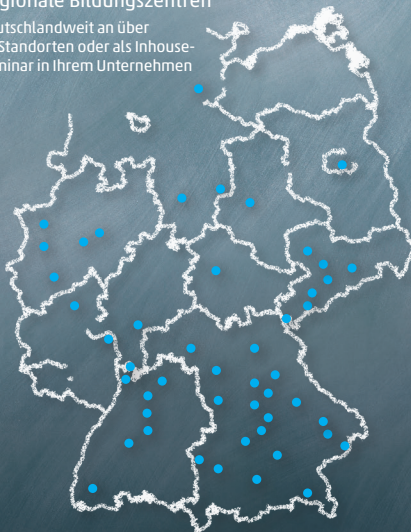 gionale Bildungszentren
utschlandweit an über
Standorten oder als Inhouse-
minar in Ihrem Unternehmen